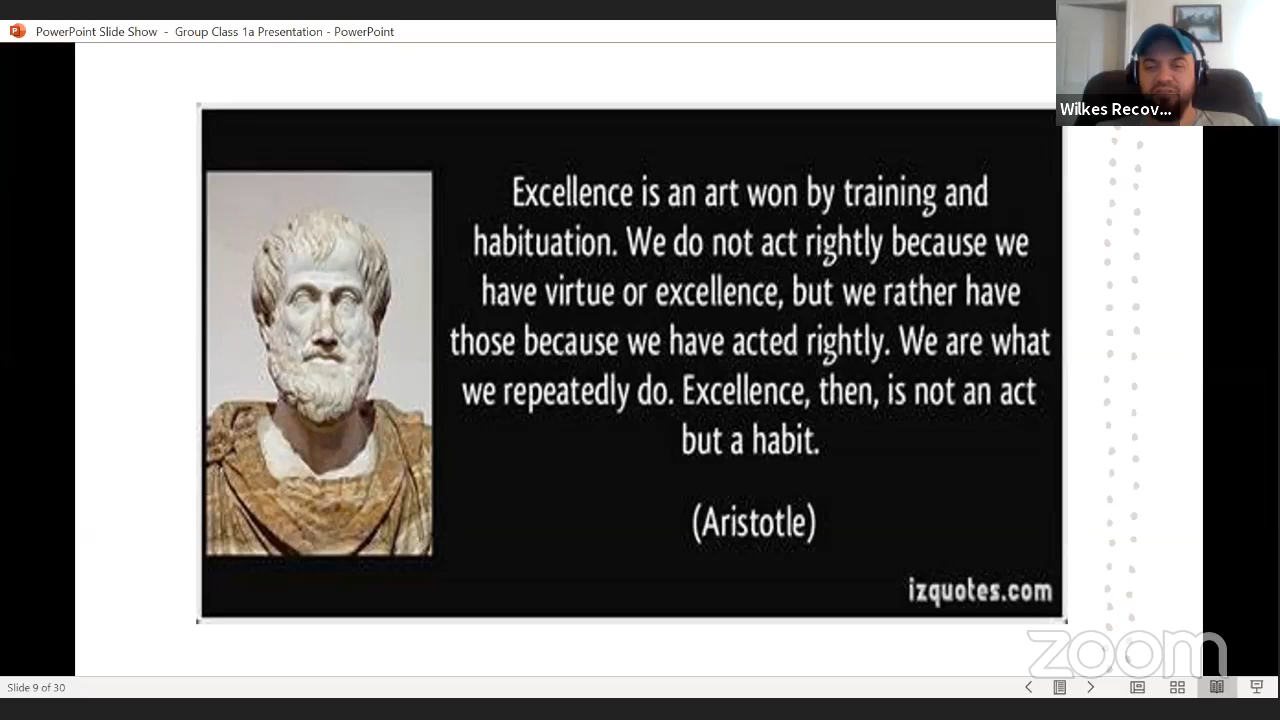 PowerPoint Slide Show - Group Class 1a Presentation - PowerPoint
Wilkes Recov...
Excellence is an art won by training and
habituation. We do not act rightly because we
have virtue or excellence, but we rather have
those because we have acted rightly. We are what
we repeatedly do. Excellence, then, is not an act
but a habit.
(Aristotle)
izquotes.com
zoom
Slide 9 of 30